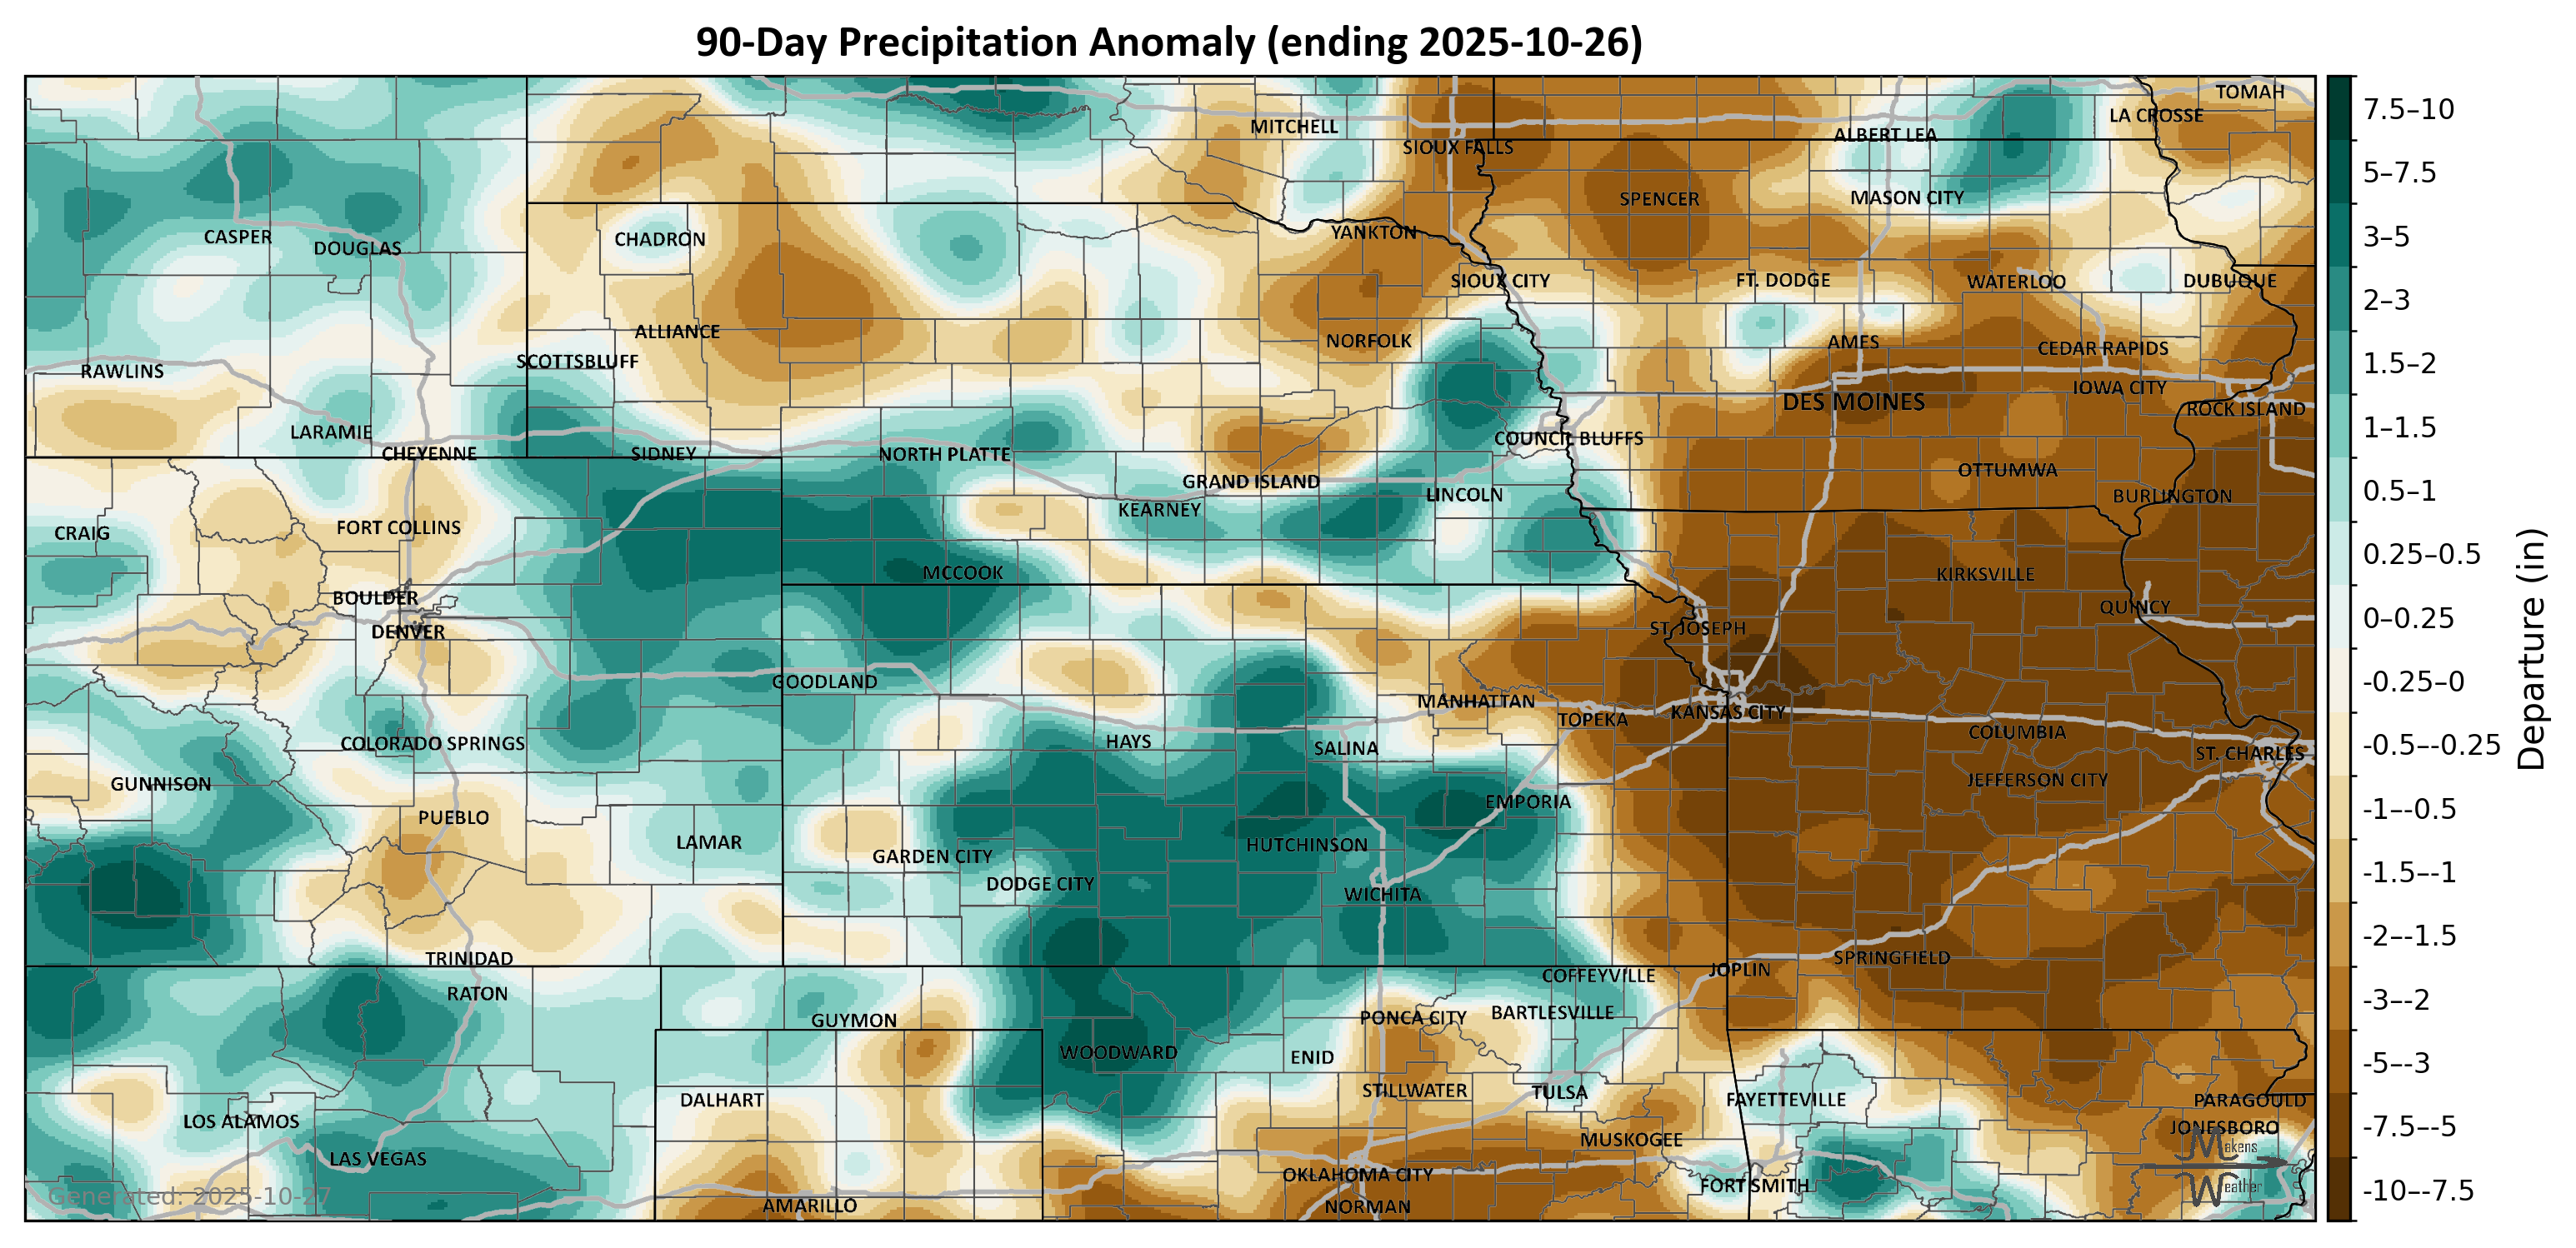 90-Day Precipitation Anomaly (ending 2025-10-26)
TOMAH
LA CROSSE
MITCHELL
ALBERT LEA
SIOUX FALLS
SPENCER
MASON CITY
CASPER
DOUGLAS
CHADRON
YANKTON
SIOUX CITY
FT. DODGE
WATERLOO
DUBUQUE
ALLIANCE
NORFOLK
AMES
CEDAR RAPIDS
SCOTTSBLUFF
RAWLINS
IOWA CITY
DES MOINES
ROCK ISLAND
LARAMIE
COUNCIL BLUFFS
CHEYENNE
SIDNEY
NORTH PLATTE
OTTUMWA
GRAND ISLAND
LINCOLN
BURLINGTON
KEARNEY
CRAIG
FORT COLLINS
MCCOOK
KIRKSVILLE
BOULDER
QUINCY
DENVER
ST. JOSEPH
GOODLAND
MANHATTAN
TOPEKA
KANSAS CITY
COLUMBIA
COLORADO SPRINGS
HAYS
SALINA
ST. CHARLES
GUNNISON
JEFFERSON CITY
EMPORIA
PUEBLO
LAMAR
HUTCHINSON
GARDEN CITY
DODGE CITY
WICHITA
TRINIDAD
SPRINGFIELD
JOPLIN
COFFEYVILLE
RATON
BARTLESVILLE
PONCA CITY
GUYMON
WOODWARD
ENID
STILLWATER
TULSA
DALHART
FAYETTEVILLE
PARAGOULD
LOS ALAMOS
JONESBORO
MUSKOGEE
LAS VEGAS
OKLAHOMA CITY
FORT SMITH
AMARILLO
NORMAN
Generated: 2025-10-27
Makens
Weather
7.5–10
5–7.5
3–5
2–3
1.5–2
1–1.5
0.5–1
0.25–0.5
0–0.25
-0.25–0
-0.5–-0.25
-1–-0.5
-1.5–-1
-2–-1.5
-3–-2
-5–-3
-7.5–-5
-10–-7.5
Departure (in)